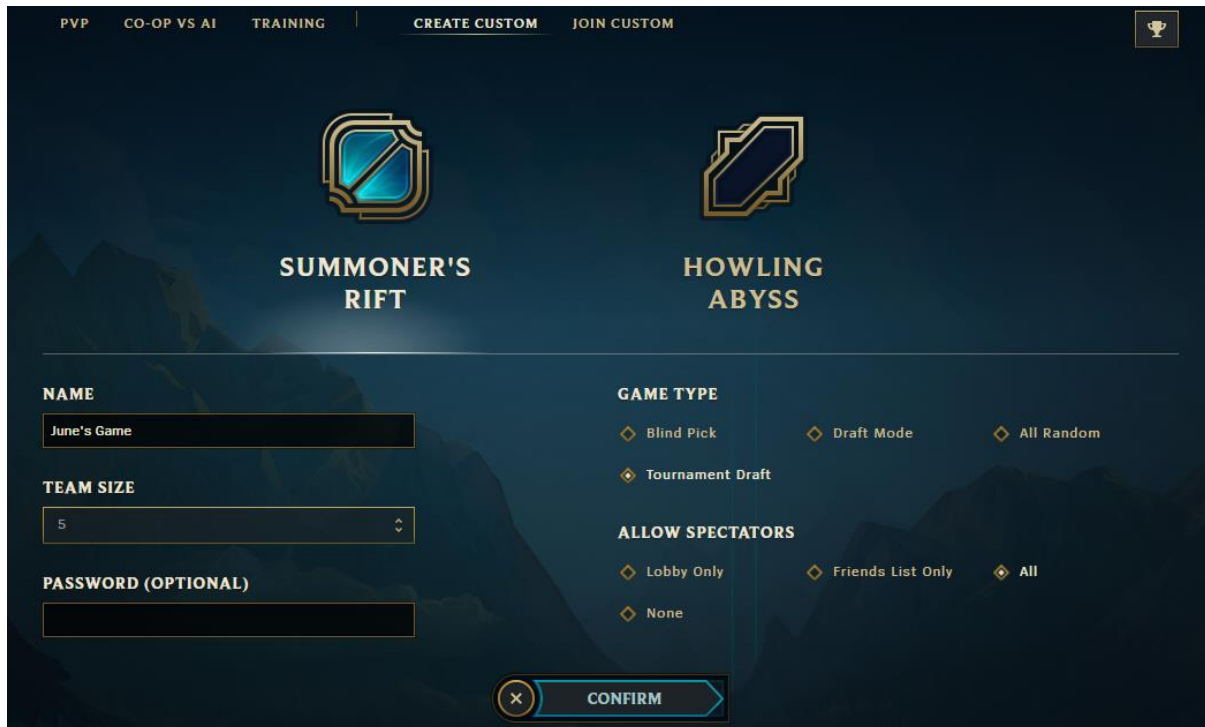 PVP CO-OP VS AI TRAINING CREATE CUSTOM JOIN CUSTOM
SUMMONER'S
RIFT
HOWLING
ABYSS
NAME
June's Game
TEAM SIZE
5
PASSWORD (OPTIONAL)
GAME TYPE
Blind Pick Draft Mode All Random
Tournament Draft
ALLOW SPECTATORS
Lobby Only Friends List Only All
None
CONFIRM